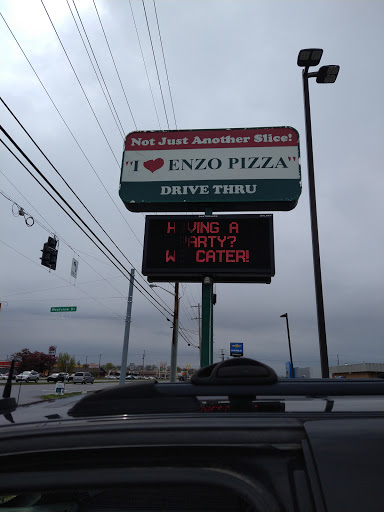 Not Just Another Slice!
"I ❤ ENZO PIZZA"
DRIVE THRU
H VING A
ARTY?
W CATER!